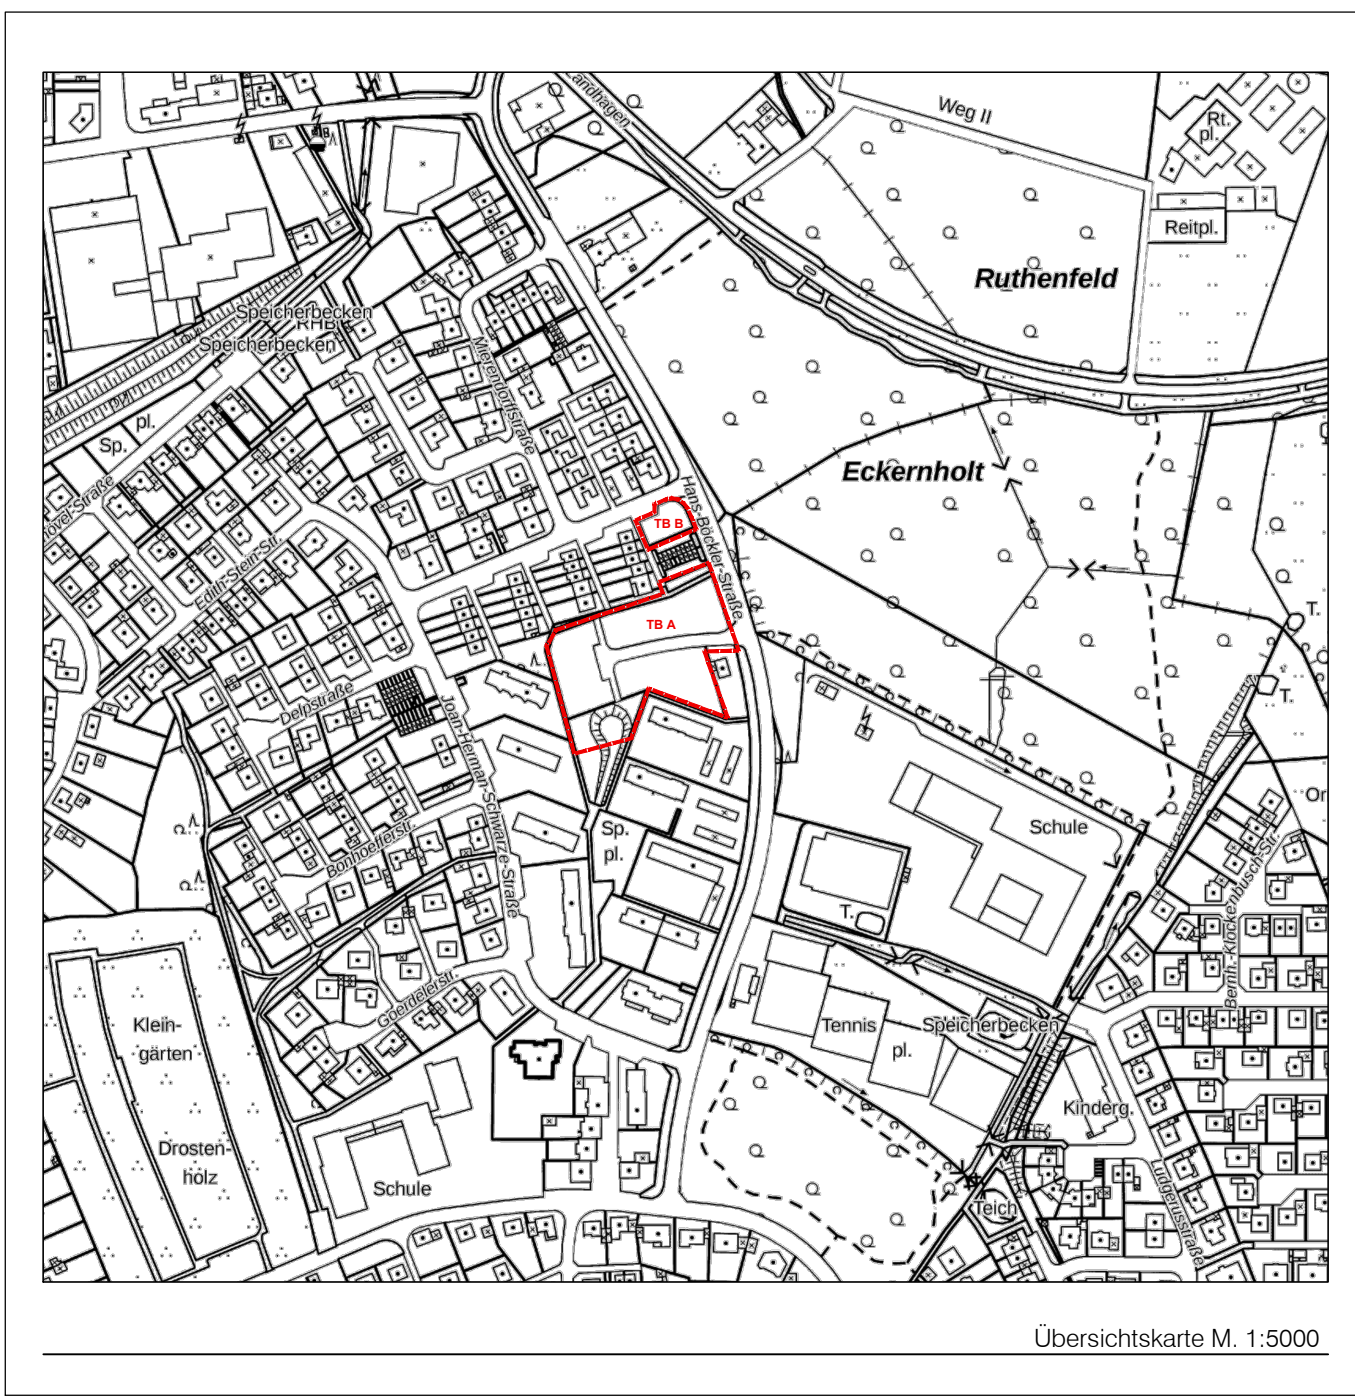 Landhagen
Weg II
Rt.
pl.
Reitpl.
Ruthenfeld
Speicherbecken
RHB
Speicherbecken
Mierendorffstraße
pl.
Sp.
Eckernholt
Hans-Böckler-Straße
TB B
Edith-Stein-Str.
TB A
T.
T.
Delpstraße
Joan-Herman-Schwarze-Straße
Or
Schule
Sp.
pl.
Bonhoefferstr.
Bernh.-Klockenbusch-Str.
T.
Goerdelerstr.
Klein-
gärten
Tennis
pl.
Speicherbecken
Kinderg.
Drosten-
holz
Schule
Teich
Ludgerusstraße
Übersichtskarte M. 1:5000